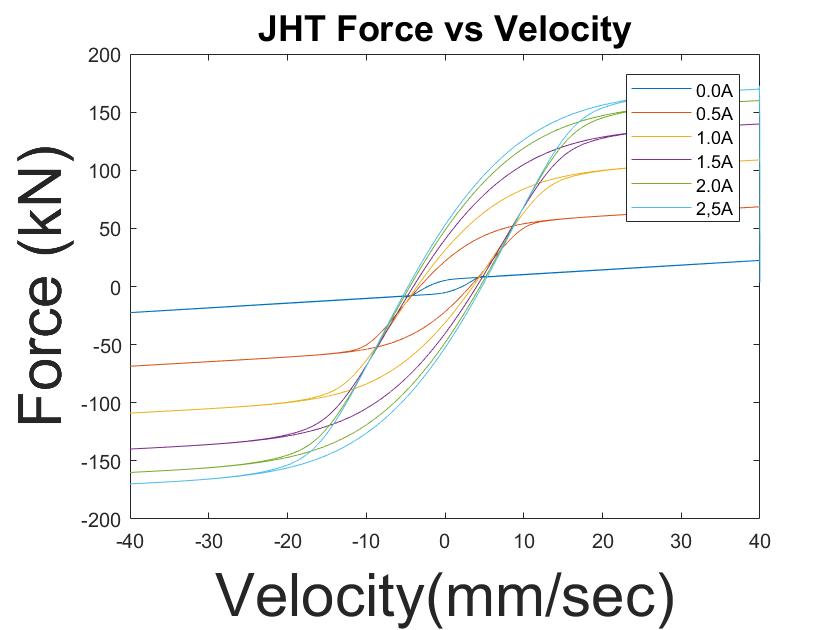 JHT Force vs Velocity
Force (kN)
200
150
100
50
0
-50
-100
-150
-200
0.0A
0.5A
1.0A
1.5A
2.0A
2,5A
-40 -30 -20 -10 0 10 20 30 40
Velocity(mm/sec)